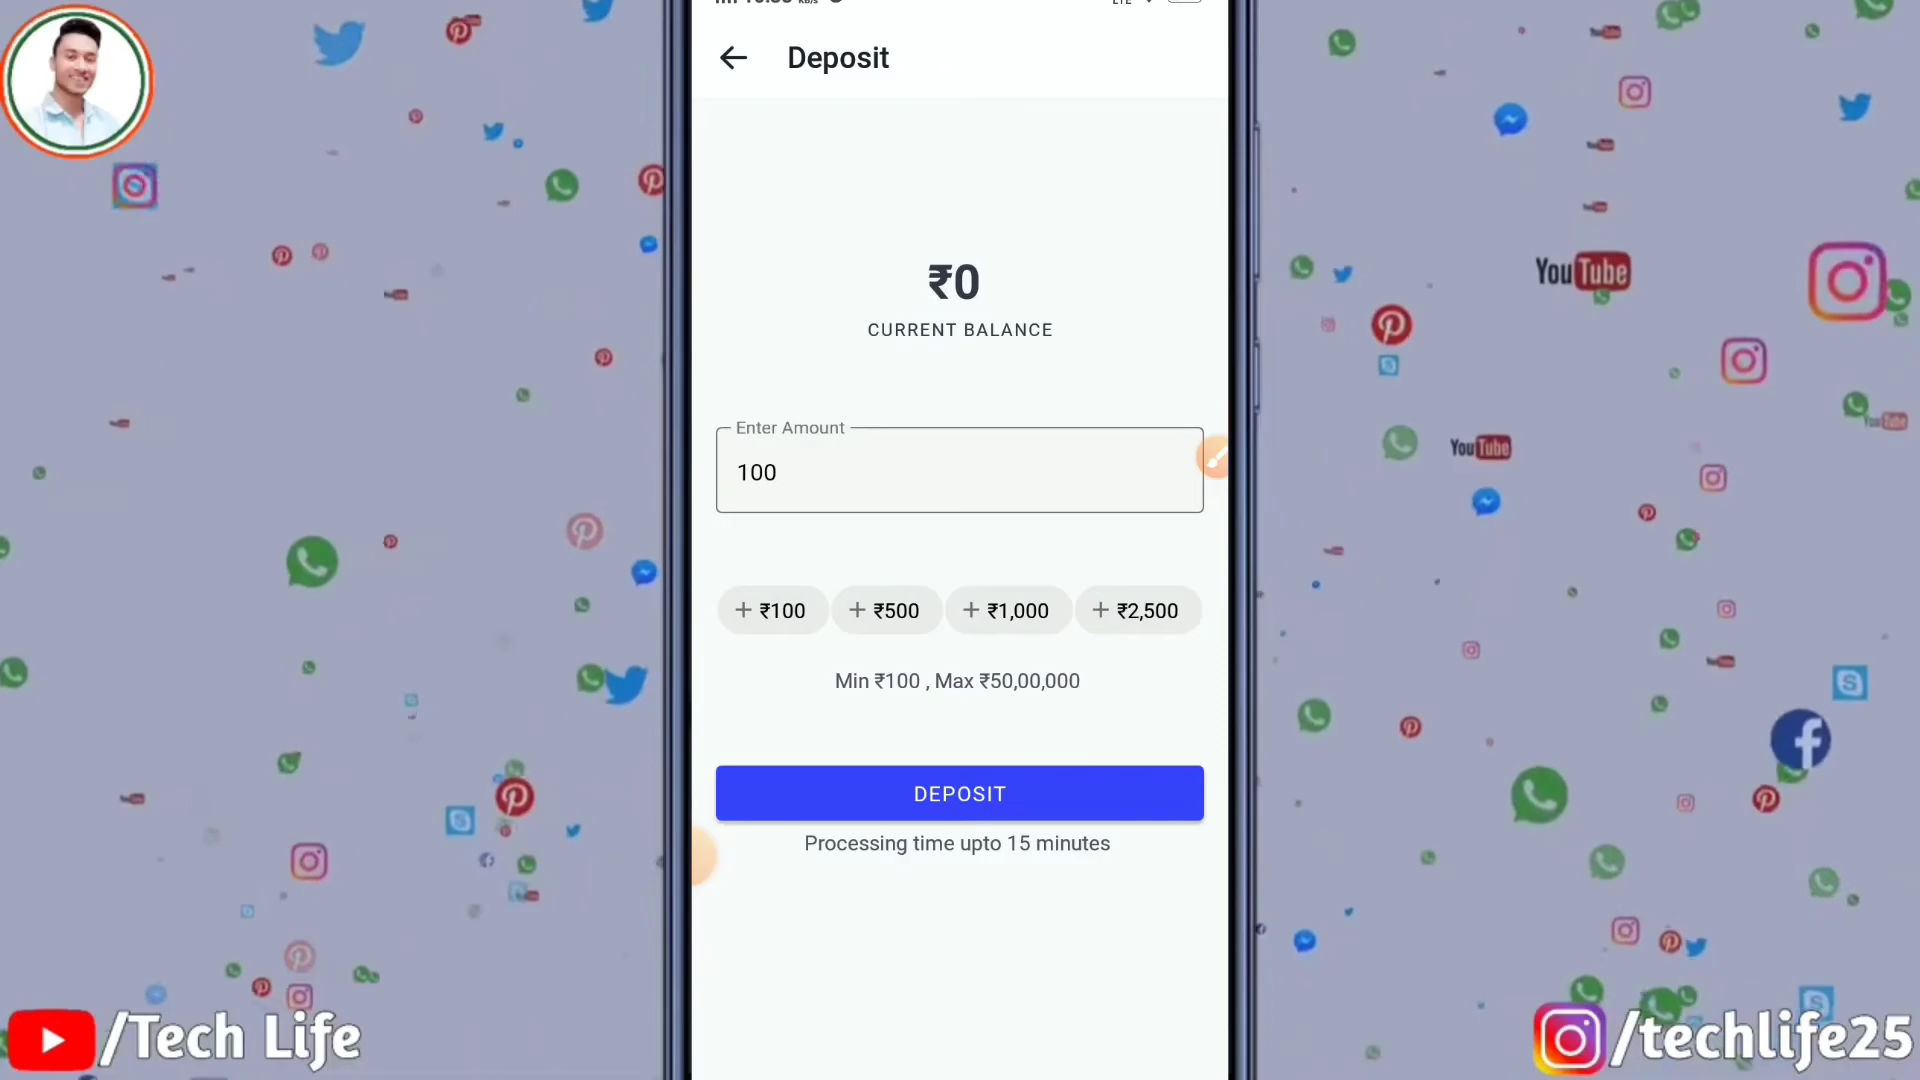 Deposit
₹0
CURRENT BALANCE
Enter Amount
100
+ ₹100 + ₹500 + ₹1,000 + ₹2,500
Min ₹100 , Max ₹50,00,000
DEPOSIT
Processing time upto 15 minutes
YouTube
YouTube
/Tech Life
/techlife25